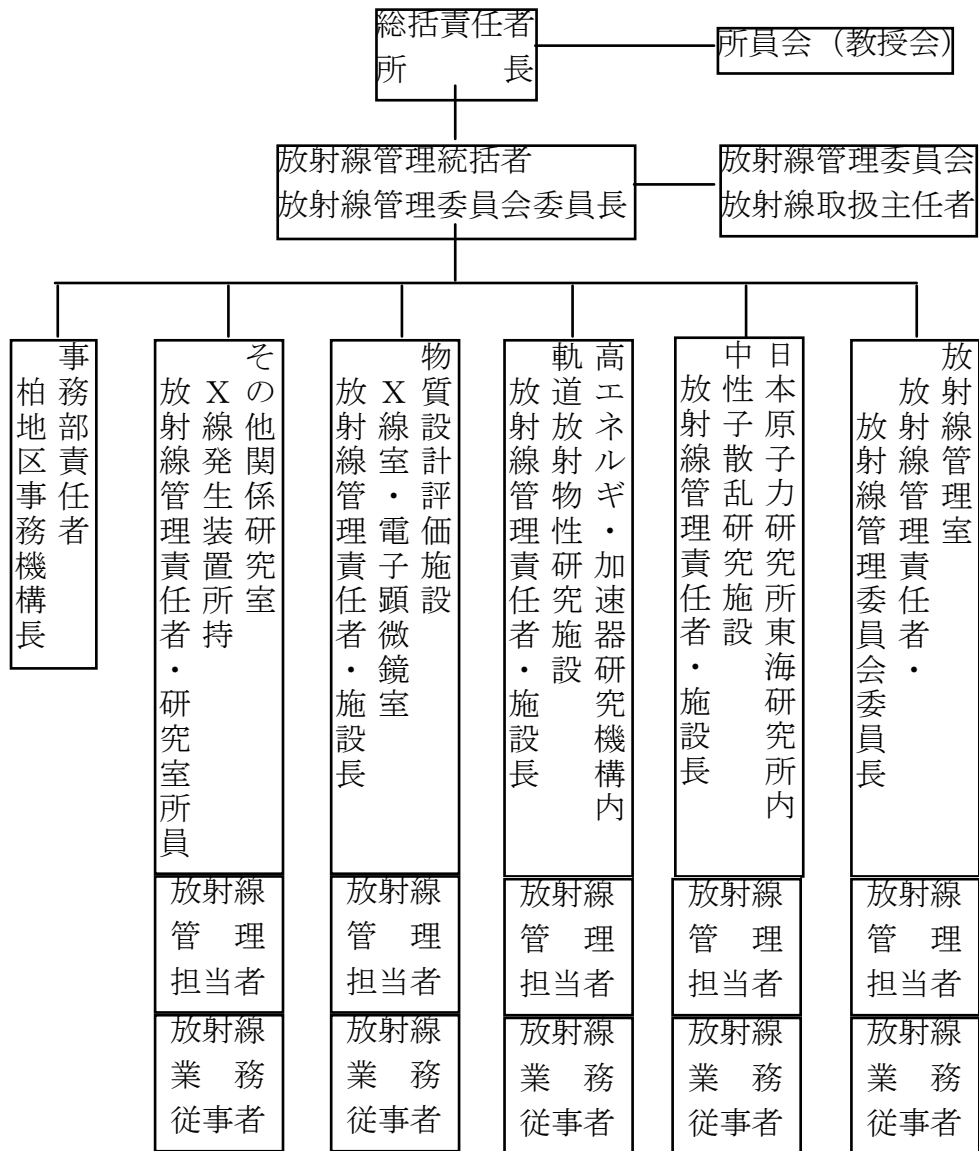 総括責任者
所長
所員会（教授会）
放射線管理統括者
放射線管理委員会委員長
放射線管理委員会
放射線取扱主任者
放射線管理室
放射線管理責任者・
放射線管理委員会委員長
日本原子力研究所東海研究所内
中性子散乱研究施設
放射線管理責任者・施設長
高エネルギ・加速器研究機構内
軌道放射物性研究施設
放射線管理責任者・施設長
物質設計評価施設
X線室・電子顕微鏡室
放射線管理責任者・施設長
その他関係研究室
X線発生装置所持
放射線管理責任者・研究室所員
事務部責任者
柏地区事務機構長
放射線
管理
担当者
放射線
管理
担当者
放射線
管理
担当者
放射線
管理
担当者
放射線
管理
担当者
放射線
業務
従事者
放射線
業務
従事者
放射線
業務
従事者
放射線
業務
従事者
放射線
業務
従事者